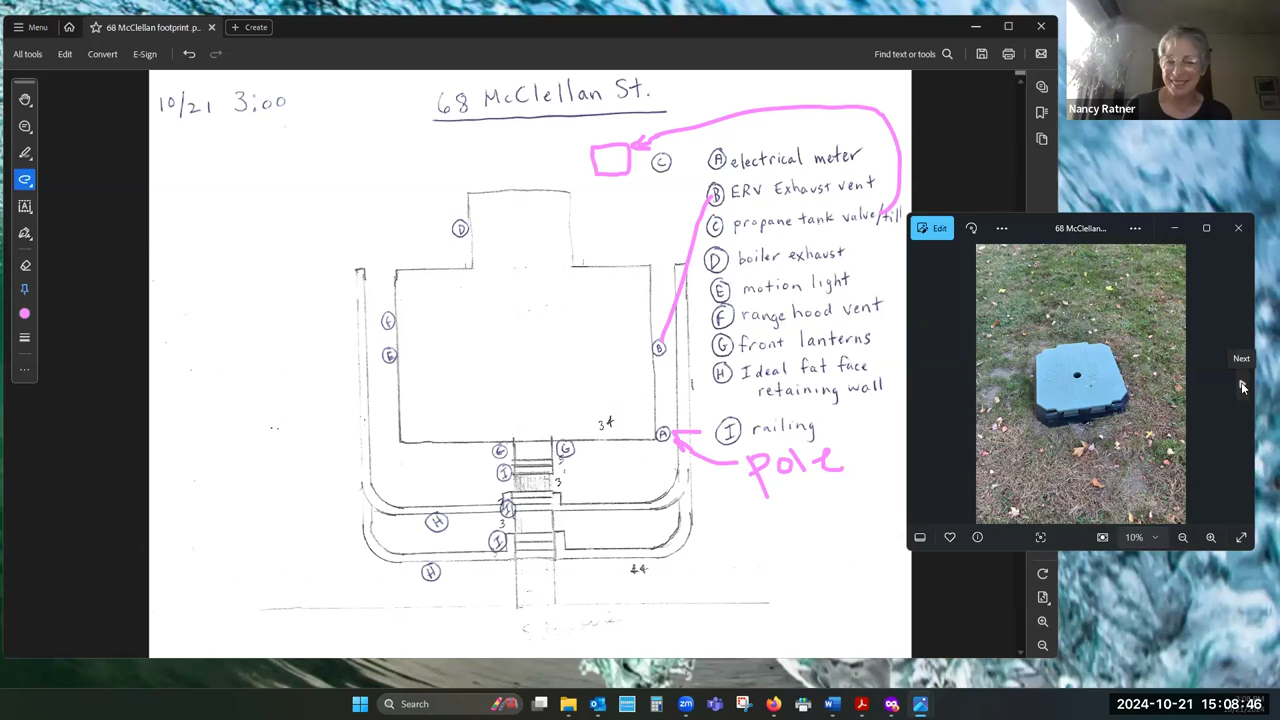 Menu
68 McClellan footprint.p...
Create
All tools
Edit
Convert
E-Sign
Find text or tools
Nancy Ratner
10/21 3:00
68 McClellan St.
C
A electrical meter
B ERV Exhaust vent
C propane tank valve/fill
D boiler exhaust
E motion light
F range hood vent
G front lanterns
H Ideal fat face
retaining wall
I railing
pole
D
E
B
34
A
G
G
I
3
H
3
H
I
H
44
Edit
68 McClellan...
Next
10%
Search
2024-10-21 15:08:46